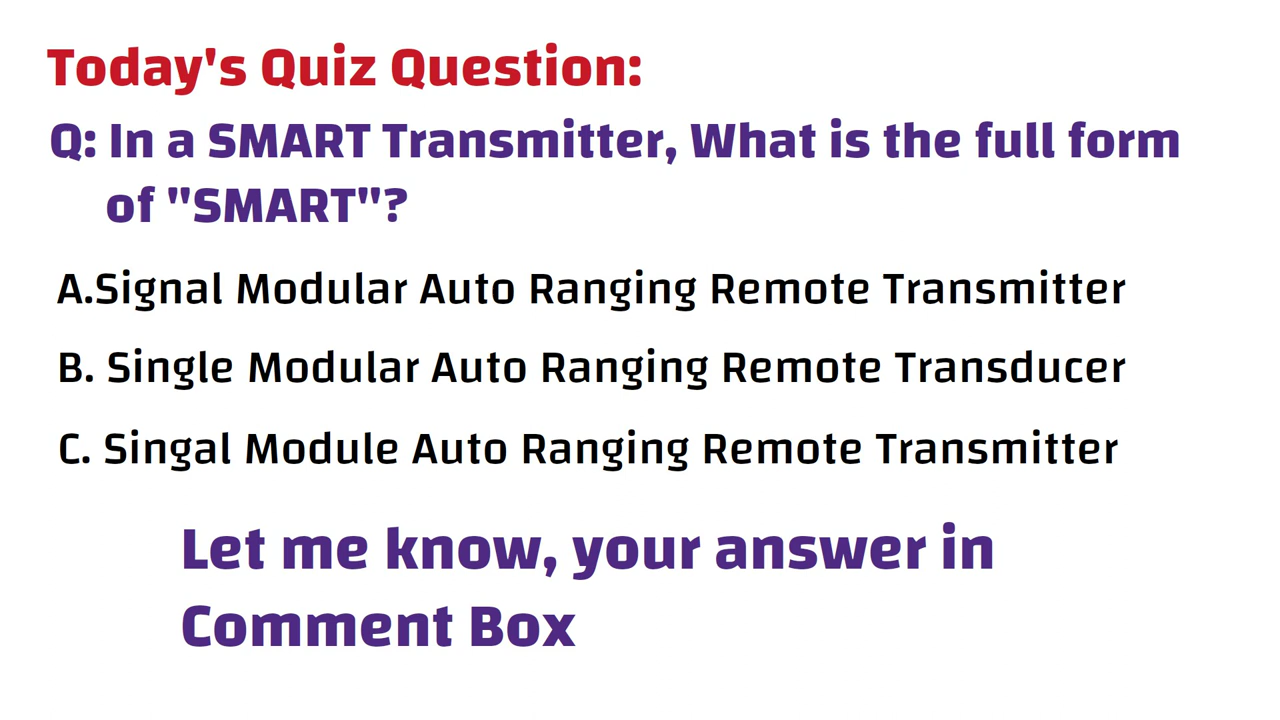 Today's Quiz Question:
Q: In a SMART Transmitter, What is the full form
of "SMART"?
A.Signal Modular Auto Ranging Remote Transmitter
B. Single Modular Auto Ranging Remote Transducer
C. Singal Module Auto Ranging Remote Transmitter
Let me know, your answer in
Comment Box